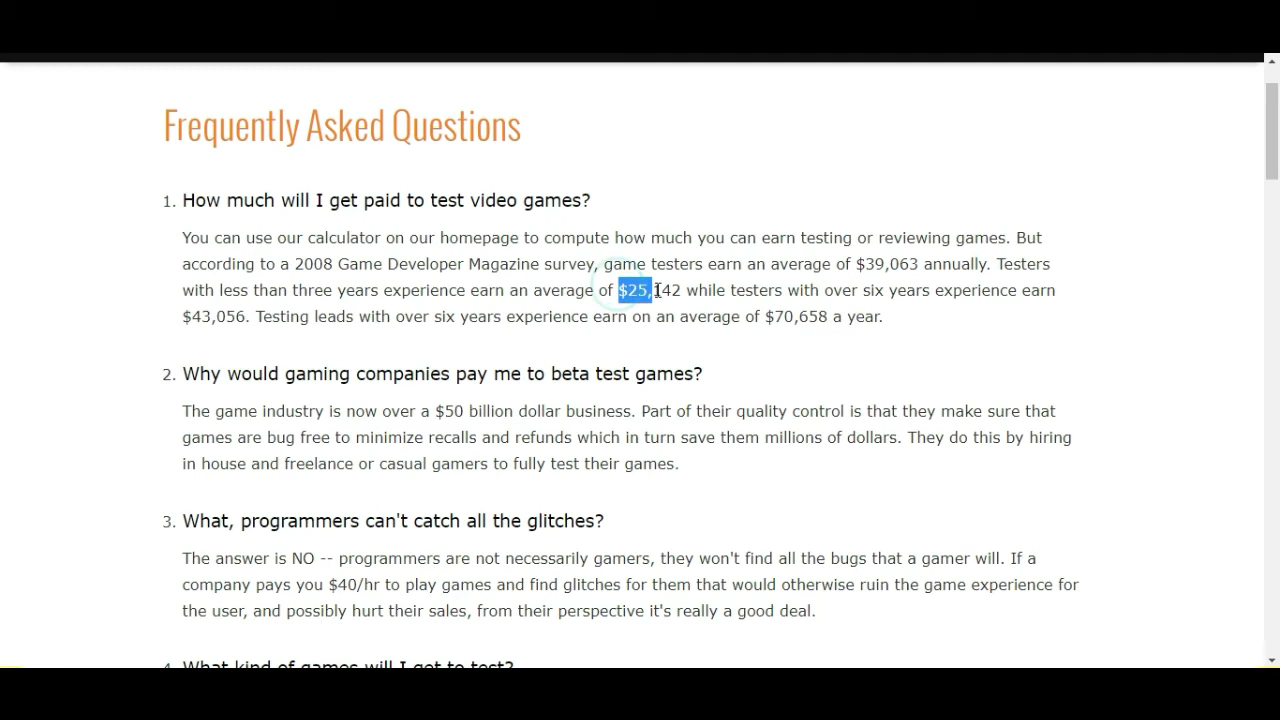 Frequently Asked Questions
1. How much will I get paid to test video games?
You can use our calculator on our homepage to compute how much you can earn testing or reviewing games. But
according to a 2008 Game Developer Magazine survey, game testers earn an average of $39,063 annually. Testers
with less than three years experience earn an average of $25,142 while testers with over six years experience earn
$43,056. Testing leads with over six years experience earn on an average of $70,658 a year.
2. Why would gaming companies pay me to beta test games?
The game industry is now over a $50 billion dollar business. Part of their quality control is that they make sure that
games are bug free to minimize recalls and refunds which in turn save them millions of dollars. They do this by hiring
in house and freelance or casual gamers to fully test their games.
3. What, programmers can't catch all the glitches?
The answer is NO -- programmers are not necessarily gamers, they won't find all the bugs that a gamer will. If a
company pays you $40/hr to play games and find glitches for them that would otherwise ruin the game experience for
the user, and possibly hurt their sales, from their perspective it's really a good deal.
4. What kind of games will I get to test?